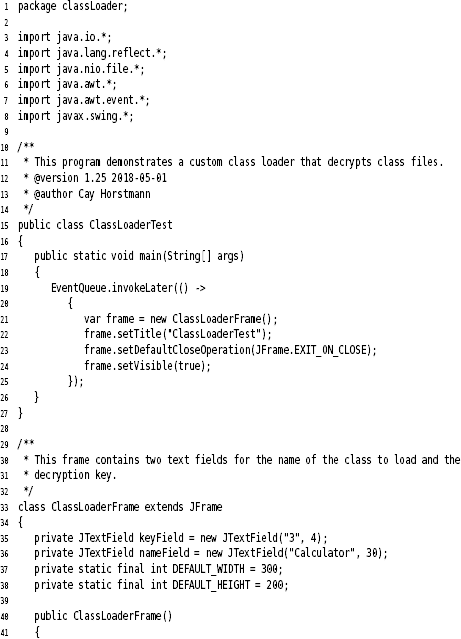 1 package classLoader;
2
3 import java.io.*;
4 import java.lang.reflect.*;
5 import java.nio.file.*;
6 import java.awt.*;
7 import java.awt.event.*;
8 import javax.swing.*;
9
10 /**
11  * This program demonstrates a custom class loader that decrypts class files.
12  * @version 1.25 2018-05-01
13  * @author Cay Horstmann
14  */
15 public class ClassLoaderTest
16 {
17    public static void main(String[] args)
18    {
19       EventQueue.invokeLater(() ->
20          {
21             var frame = new ClassLoaderFrame();
22             frame.setTitle("ClassLoaderTest");
23             frame.setDefaultCloseOperation(JFrame.EXIT_ON_CLOSE);
24             frame.setVisible(true);
25          });
26    }
27 }
28
29 /**
30  * This frame contains two text fields for the name of the class to load and the
31  * decryption key.
32  */
33 class ClassLoaderFrame extends JFrame
34 {
35    private JTextField keyField = new JTextField("3", 4);
36    private JTextField nameField = new JTextField("Calculator", 30);
37    private static final int DEFAULT_WIDTH = 300;
38    private static final int DEFAULT_HEIGHT = 200;
39
40    public ClassLoaderFrame()
41    {